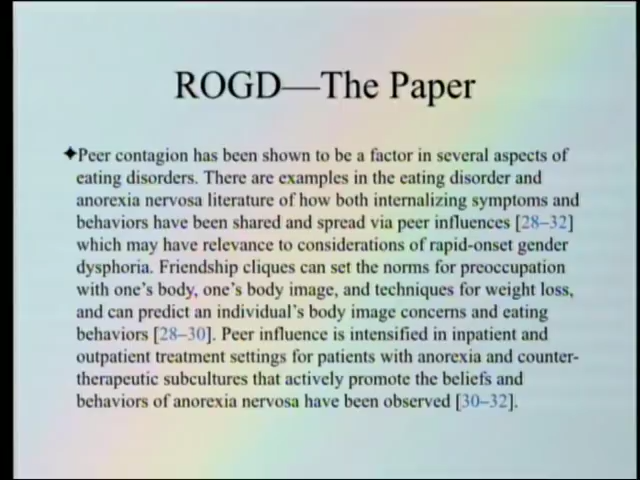 ROGD—The Paper
✦Peer contagion has been shown to be a factor in several aspects of
eating disorders. There are examples in the eating disorder and
anorexia nervosa literature of how both internalizing symptoms and
behaviors have been shared and spread via peer influences [28–32]
which may have relevance to considerations of rapid-onset gender
dysphoria. Friendship cliques can set the norms for preoccupation
with one’s body, one’s body image, and techniques for weight loss,
and can predict an individual’s body image concerns and eating
behaviors [28–30]. Peer influence is intensified in inpatient and
outpatient treatment settings for patients with anorexia and counter-
therapeutic subcultures that actively promote the beliefs and
behaviors of anorexia nervosa have been observed [30–32].